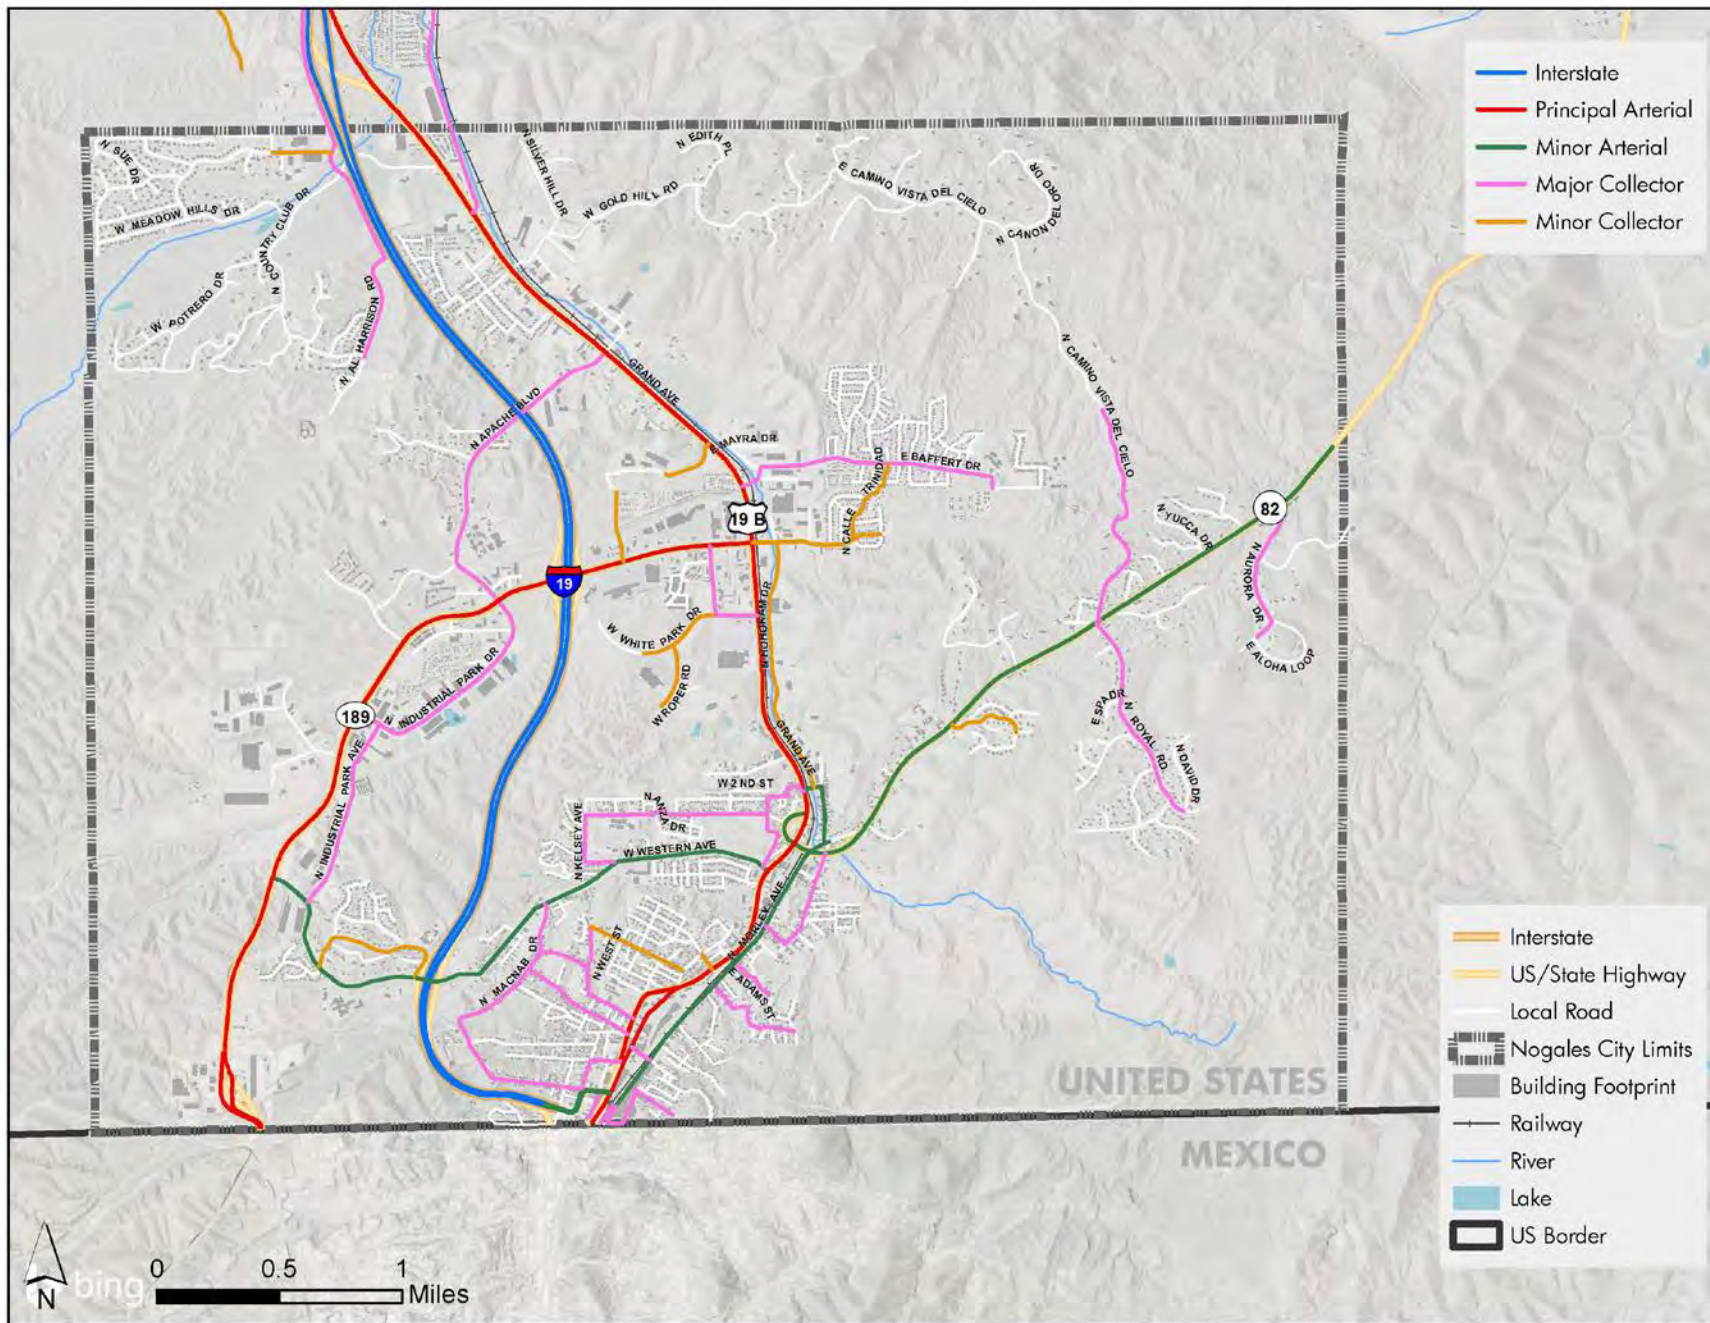 Interstate
Principal Arterial
Minor Arterial
Major Collector
Minor Collector
N SUE DR
W MEADOW HILLS DR
N COUNTRY CLUB DR
W POTRERO DR
N AL HARRISON RD
N SILVER HILL DR
N EDITH PL
W GOLD HILL RD
E CAMINO VISTA DEL CIELO
N CANON DEL ORO DR
N CAMINO VISTA DEL CIELO
GRAND AVE
N APACHE BLVD
MAYRA DR
E BAFFERT DR
N CALLE TRINIDAD
19 B
82
N YUCCA DR
N AURORA DR
E ALOHA LOOP
19
N HOHOKAM DR
W WHITE PARK DR
W ROPER RD
N INDUSTRIAL PARK DR
189
N INDUSTRIAL PARK AVE
GRAND AVE
E SPA DR
N ROYAL RD
N DAVID DR
W 2ND ST
N ANZA DR
N KELSEY AVE
W WESTERN AVE
N MORLEY AVE
N WEST ST
N MACNAB DR
E ADAMS ST
UNITED STATES
MEXICO
Interstate
US/State Highway
Local Road
Nogales City Limits
Building Footprint
Railway
River
Lake
US Border
N
bing
0 0.5 1
Miles